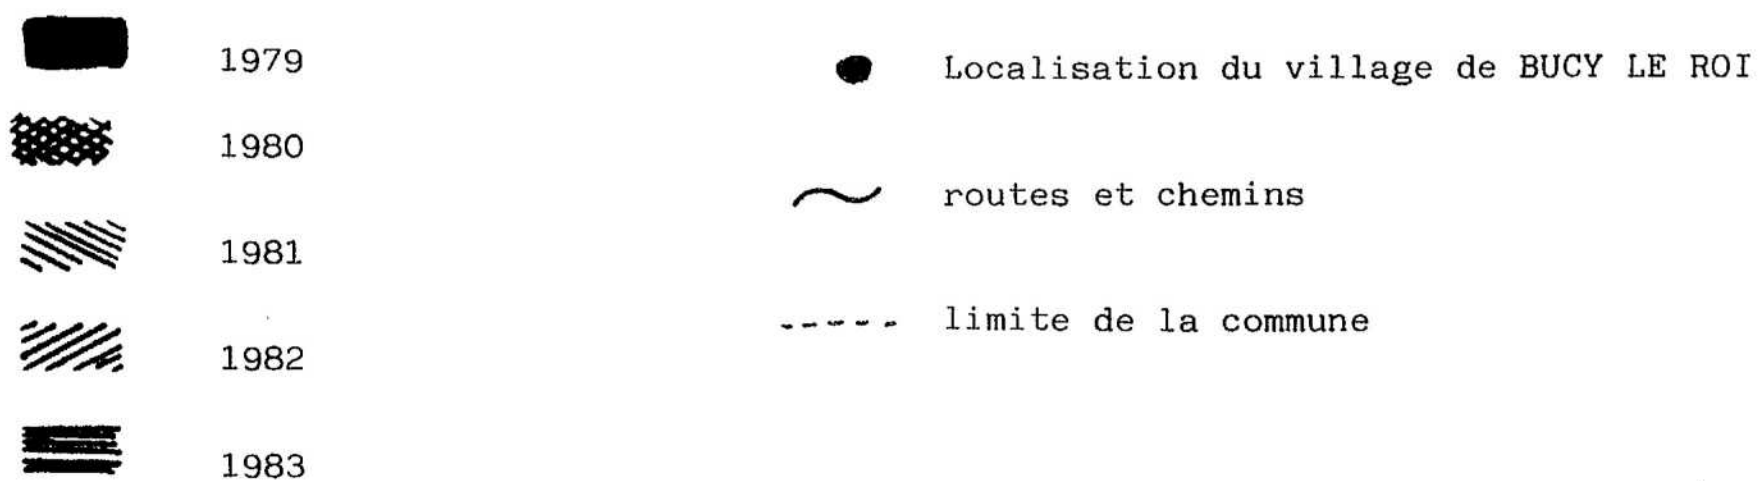 1979
1980
1981
1982
1983
Localisation du village de BUCY LE ROI
routes et chemins
limite de la commune